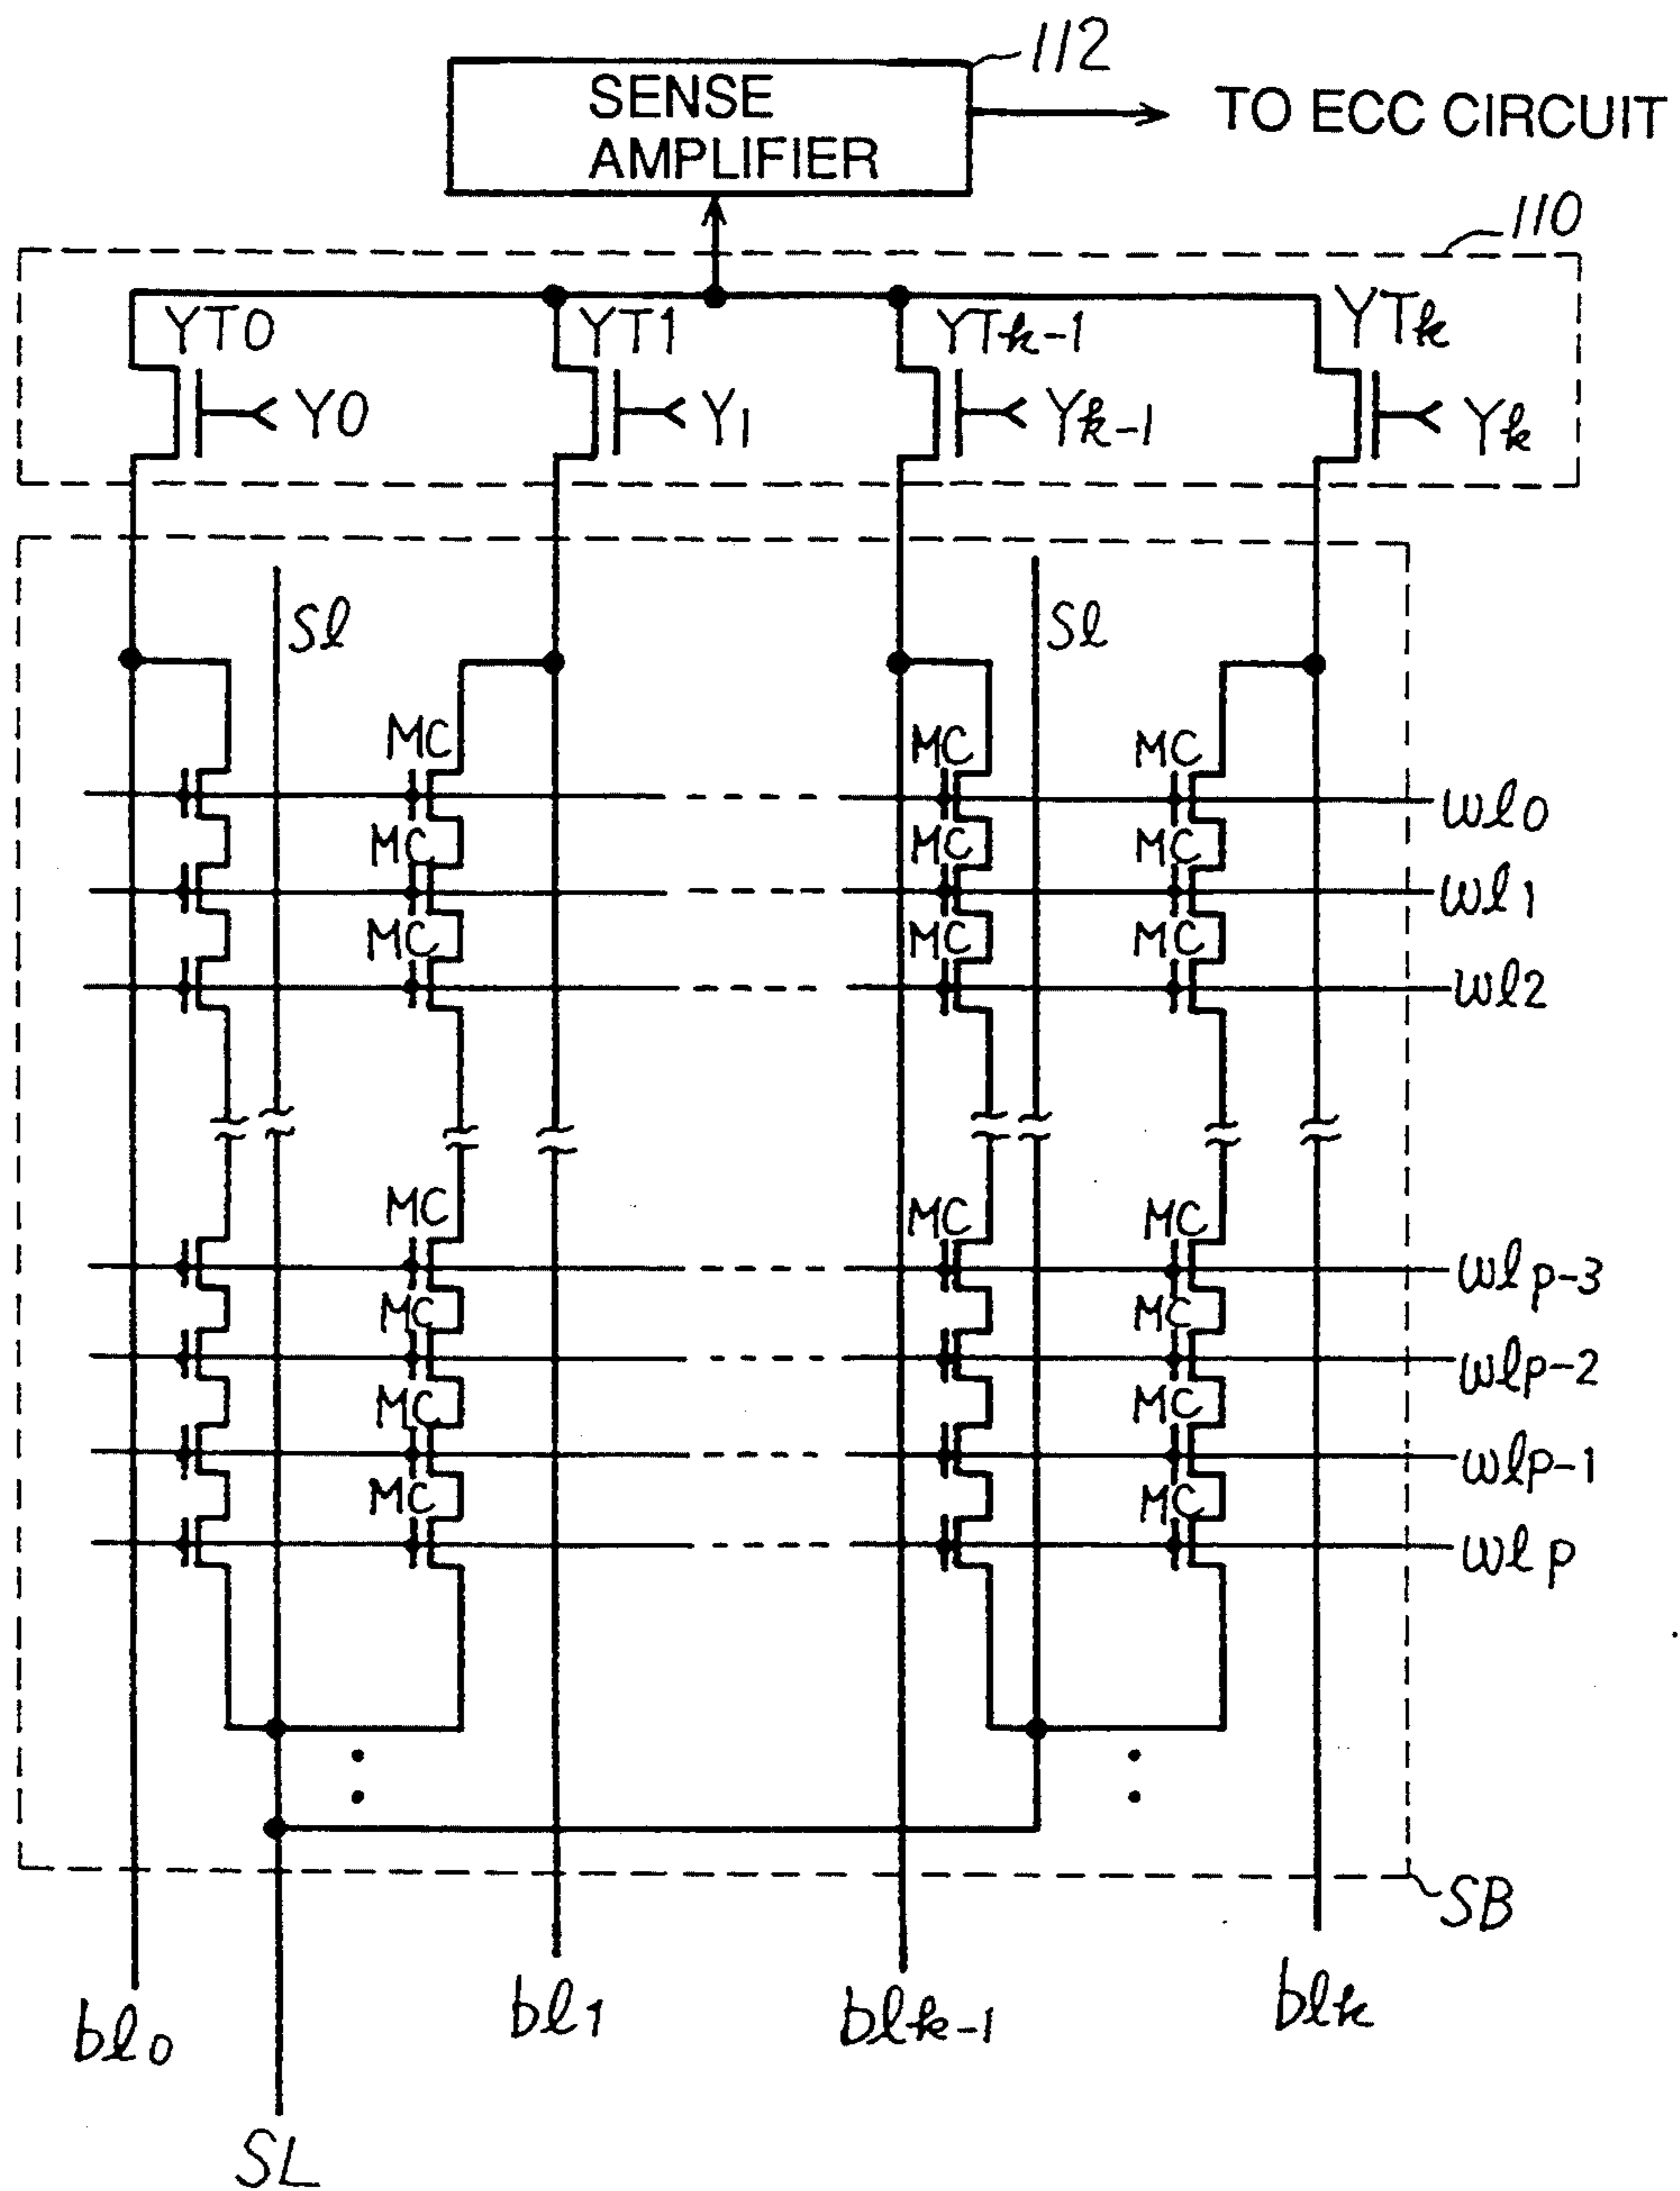 112
SENSE
AMPLIFIER
TO ECC CIRCUIT
110
YT0 YT1 YTk-1 YTk
Y0 Y1 Yk-1 Yk
Sl Sl
MC MC MC
wl0
MC MC MC
wl1
MC MC MC
wl2
MC MC MC
wlp-3
MC MC
wlp-2
MC MC
wlp-1
MC MC
wlp
SB
bl0 bl1 blk-1 blk
SL